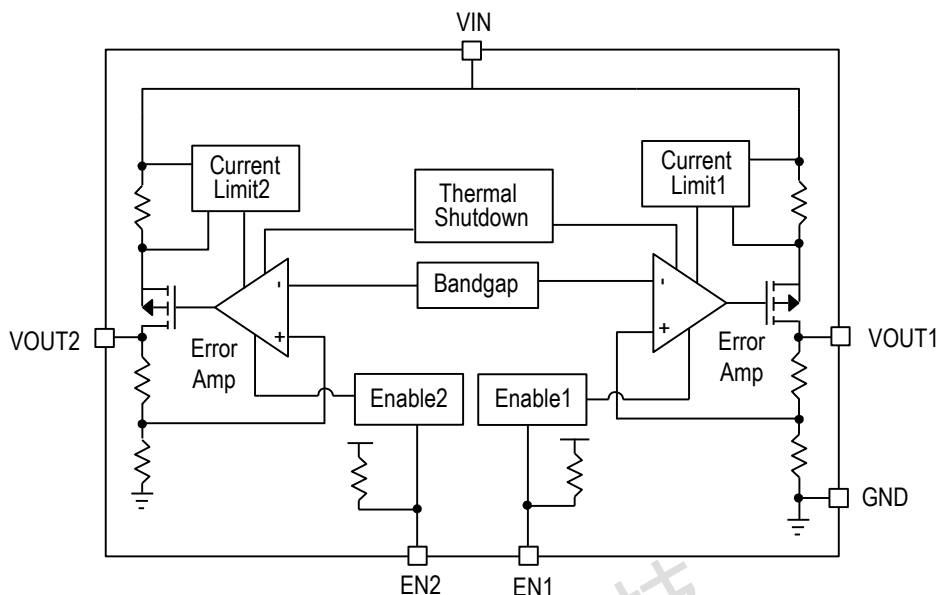 VIN
Current
Limit2
Current
Limit1
Thermal
Shutdown
-
Bandgap
-
VOUT2
+
Error
Amp
+
Error
Amp
VOUT1
Enable2
Enable1
GND
EN2
EN1